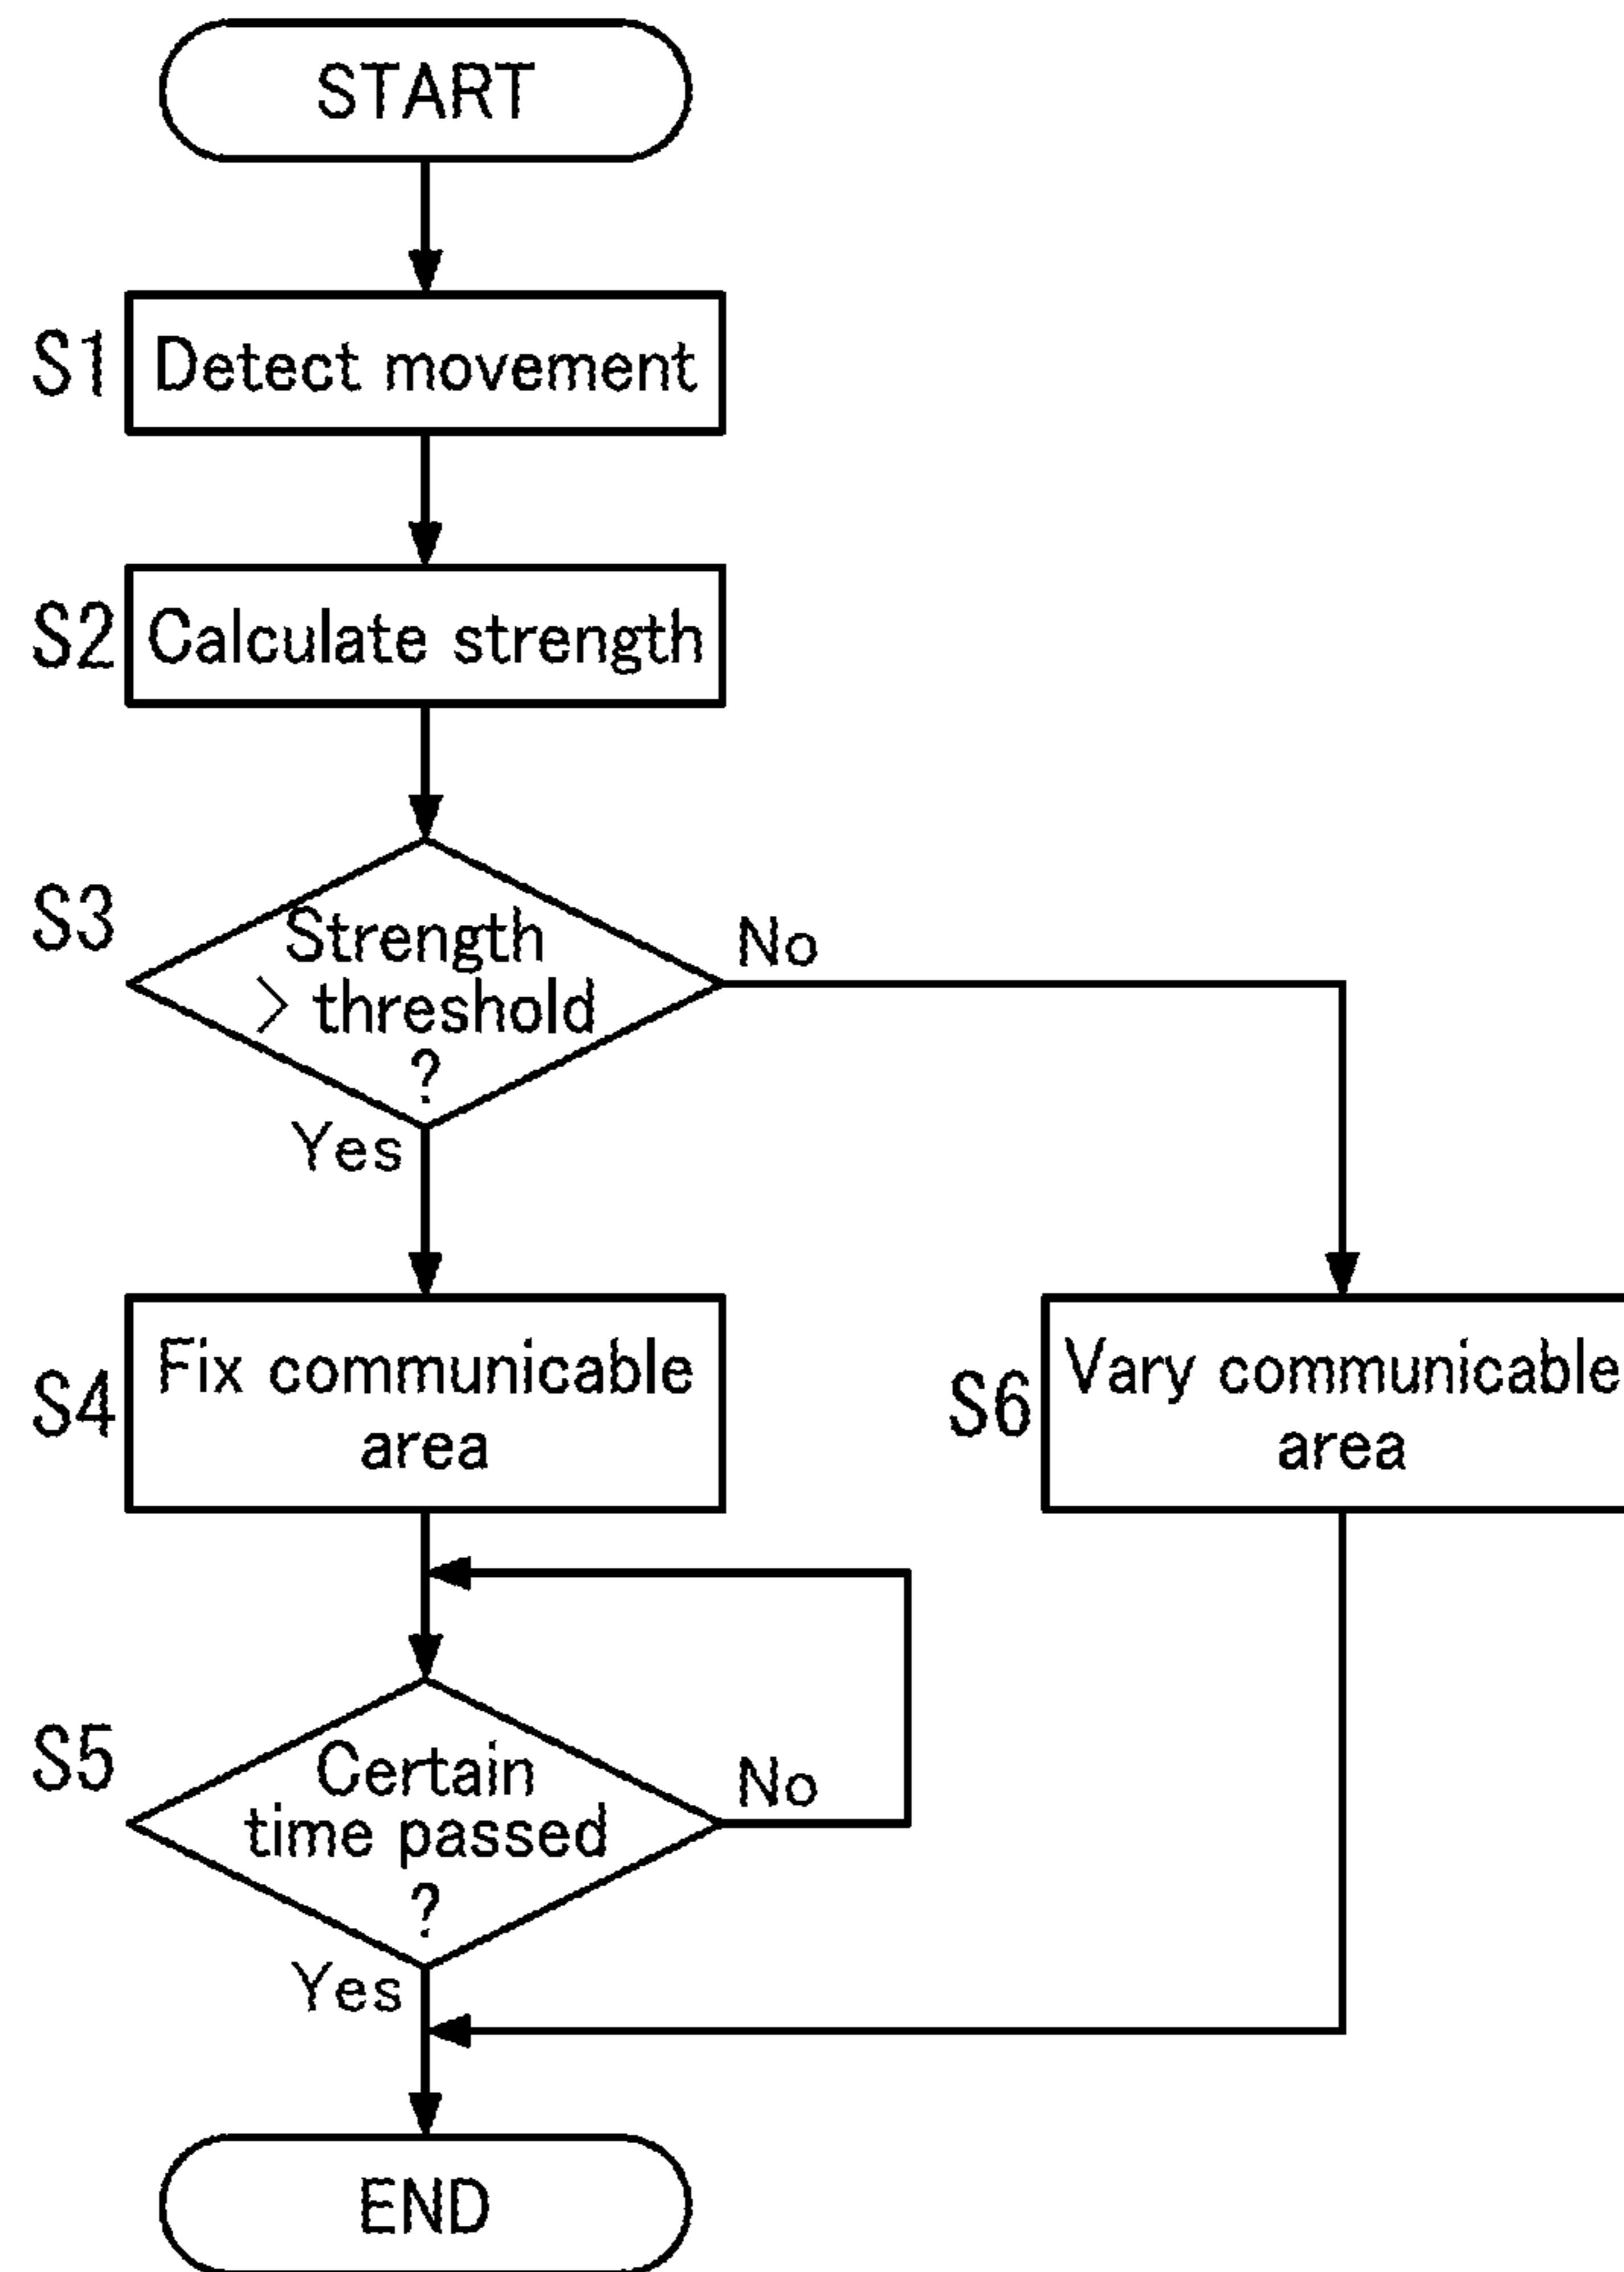 START
S1 Detect movement
S2 Calculate strength
S3
Strength
> threshold
?
No
Yes
S4
Fix communicable
area
S6
Vary communicable
area
S5
Certain
time passed
?
No
Yes
END